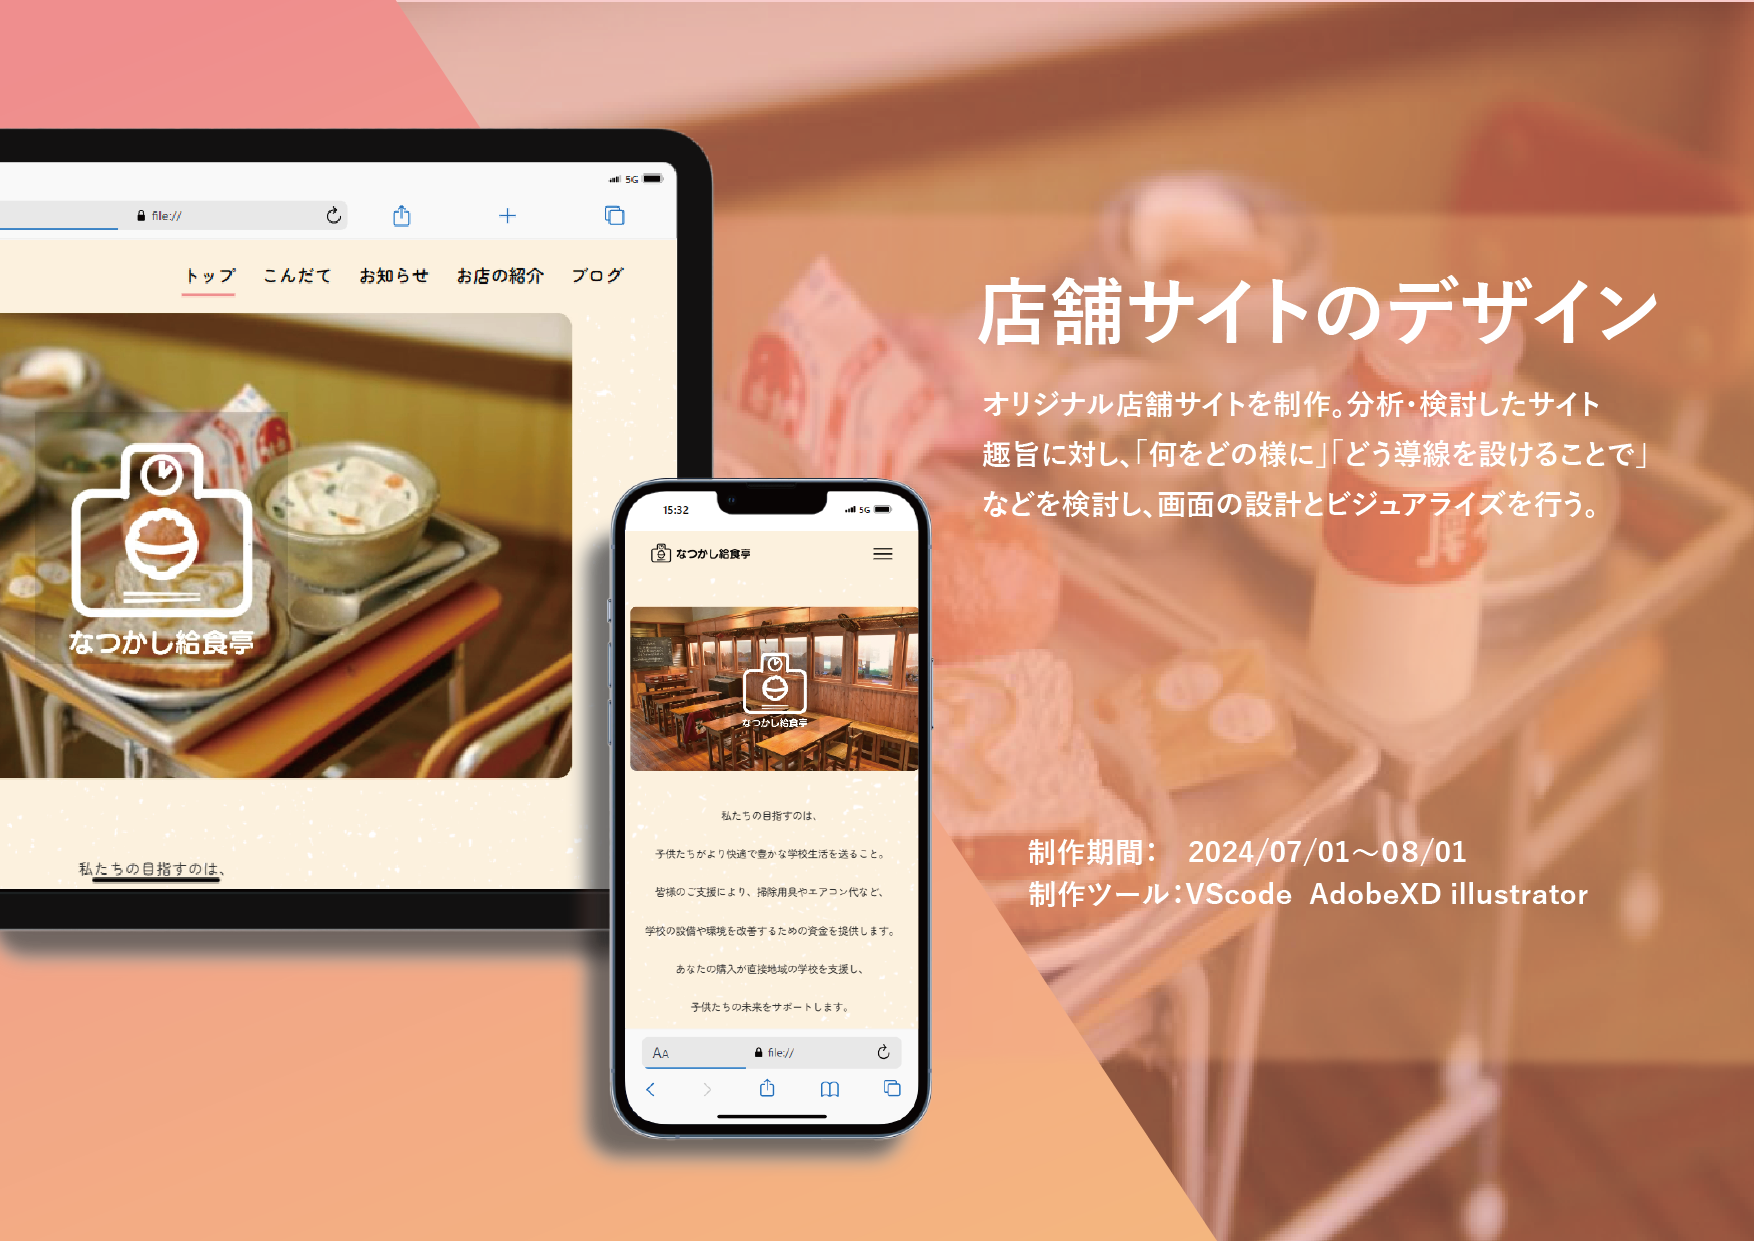 5G
file://
トップ こんだて お知らせ お店の紹介 ブログ
なつかし給食亭
私たちの目指すのは、
15:32
5G
なつかし給食亭
なつかし給食亭
私たちの目指すのは、
子供たちがより快適で豊かな学校生活を送ること。
皆様のご支援により、掃除用具やエアコン代など、
学校の設備や環境を改善するための資金を提供します。
あなたの購入が直接地域の学校を支援し、
子供たちの未来をサポートします。
AA
file://
店舗サイトのデザイン
オリジナル店舗サイトを制作。分析・検討したサイト
趣旨に対し、「何をどの様に」「どう導線を設けることで」
などを検討し、画面の設計とビジュアライズを行う。
制作期間： 2024/07/01〜08/01
制作ツール：VScode AdobeXD illustrator